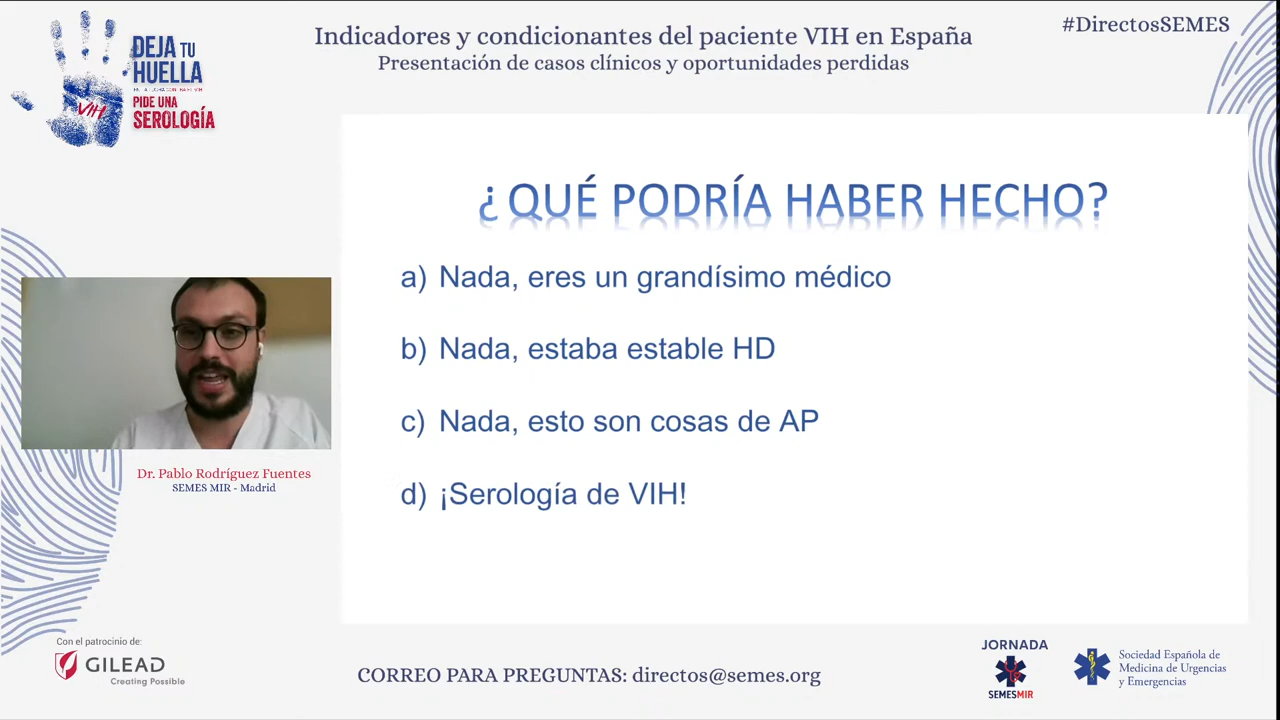 Indicadores y condicionantes del paciente VIH en España
Presentación de casos clínicos y oportunidades perdidas
#DirectosSEMES
DEJA TU
HUELLA
PIDE UNA
SEROLOGÍA
VIH
¿ QUÉ PODRÍA HABER HECHO?
a) Nada, eres un grandísimo médico
b) Nada, estaba estable HD
c) Nada, esto son cosas de AP
d) ¡Serología de VIH!
Dr. Pablo Rodríguez Fuentes
SEMES MIR - Madrid
Con el patrocinio de:
GILEAD
Creating Possible
CORREO PARA PREGUNTAS: directos@semes.org
JORNADA
SEMESMIR
Sociedad Española de
Medicina de Urgencias
y Emergencias